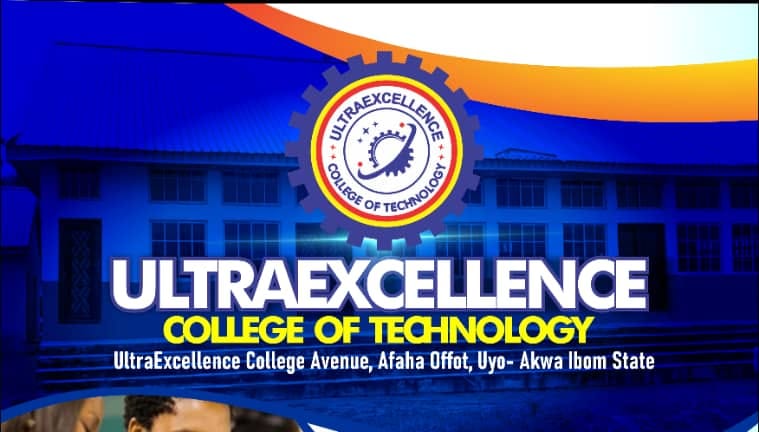 ULTRAEXCELLENCE
COLLEGE OF TECHNOLOGY
ULTRAEXCELLENCE
COLLEGE OF TECHNOLOGY
UltraExcellence College Avenue, Afaha Offot, Uyo- Akwa Ibom State